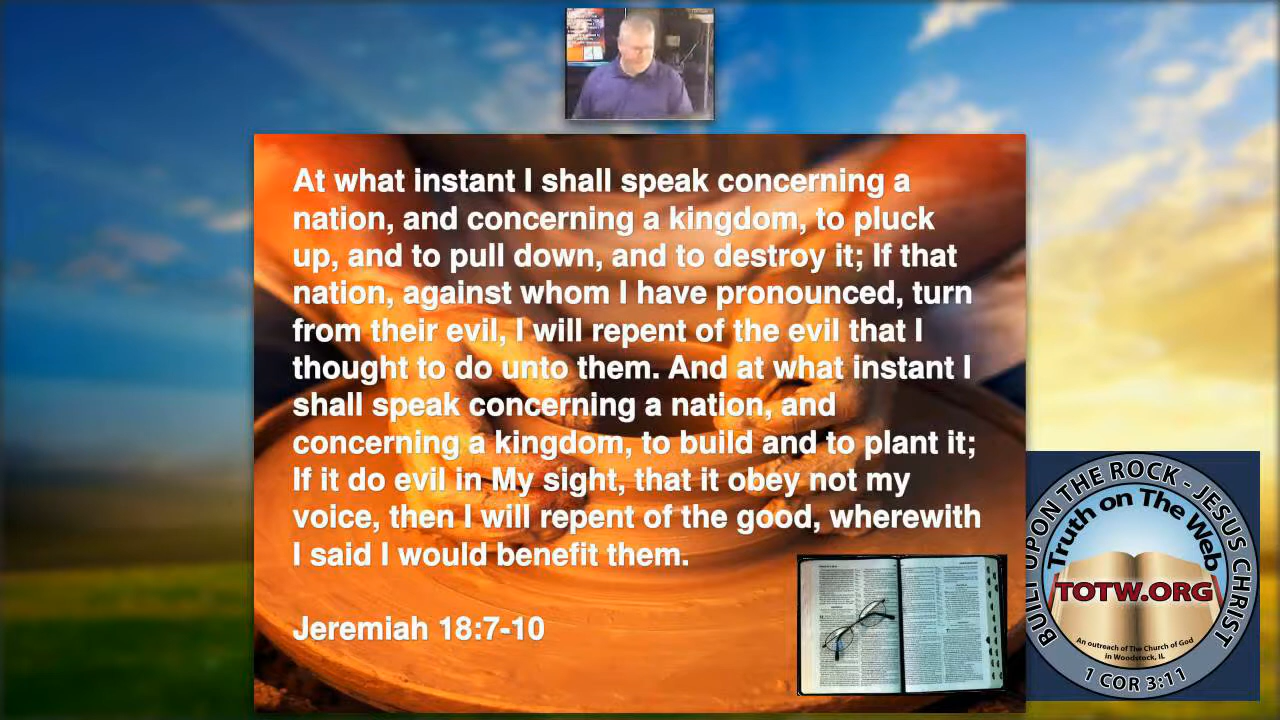 At what instant I shall speak concerning a
nation, and concerning a kingdom, to pluck
up, and to pull down, and to destroy it; If that
nation, against whom I have pronounced, turn
from their evil, I will repent of the evil that I
thought to do unto them. And at what instant I
shall speak concerning a nation, and
concerning a kingdom, to build and to plant it;
If it do evil in My sight, that it obey not my
voice, then I will repent of the good, wherewith
I said I would benefit them.
Jeremiah 18:7-10
BUILT UPON THE ROCK - JESUS CHRIST
Truth on The Web
TOTW.ORG
An outreach of The Church of God
in Woodstock, IL
1 COR 3:11